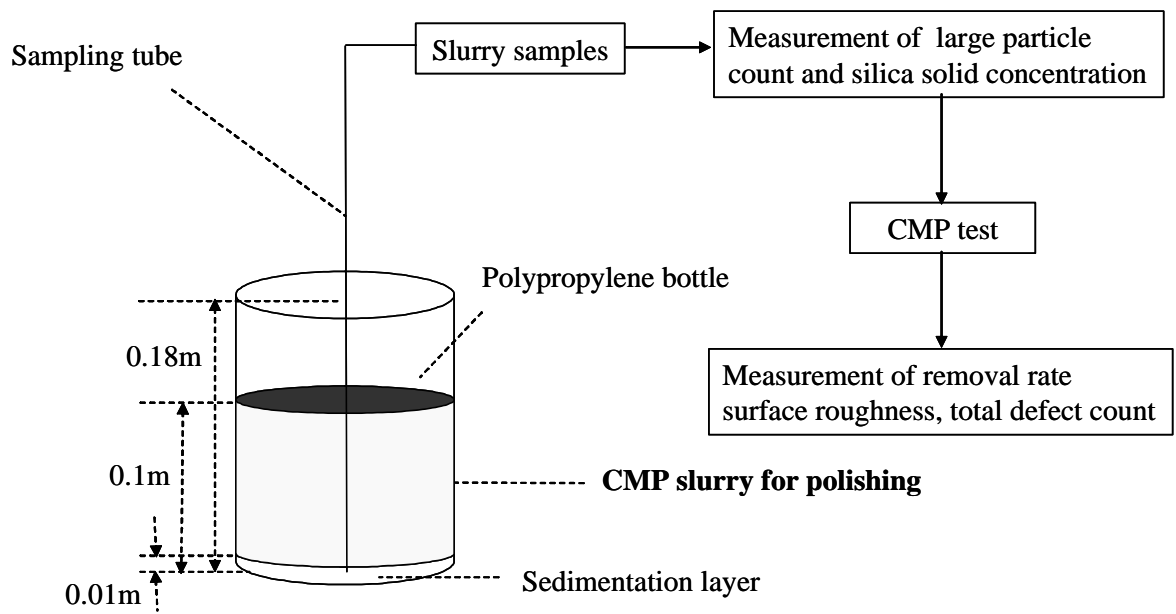 Sampling tube
Slurry samples
Measurement of large particle
count and silica solid concentration
CMP test
Measurement of removal rate
surface roughness, total defect count
Polypropylene bottle
0.18m
0.1m
CMP slurry for polishing
Sedimentation layer
0.01m